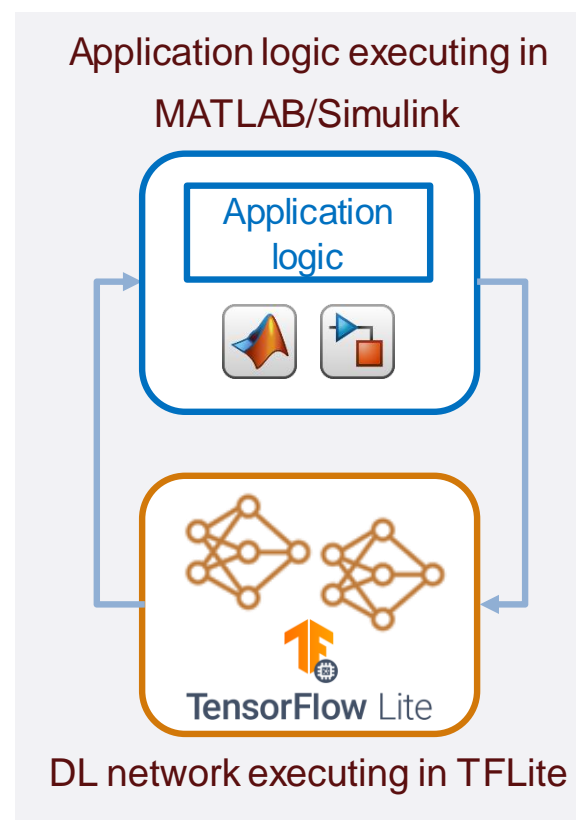 Application logic executing in
MATLAB/Simulink
Application
logic
TensorFlow Lite
DL network executing in TFLite